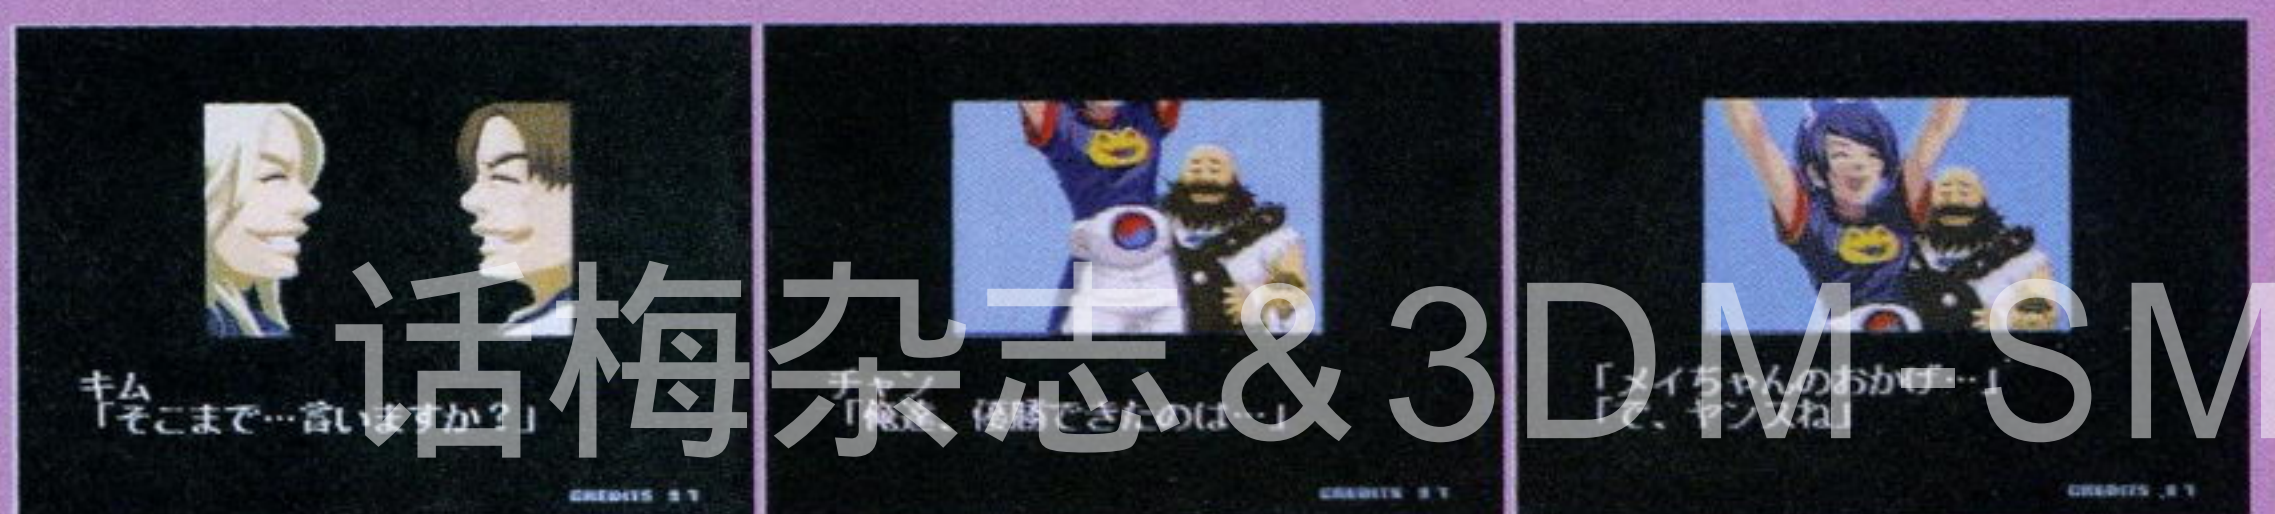 キム
「そこまで…言いますか？」
チャン
「俺達、優勝できたのは…」
「メイちゃんのおかげ…」
「で、ヤンスね」
CREDITS
CREDITS
CREDITS
话梅杂志&3DM-SM